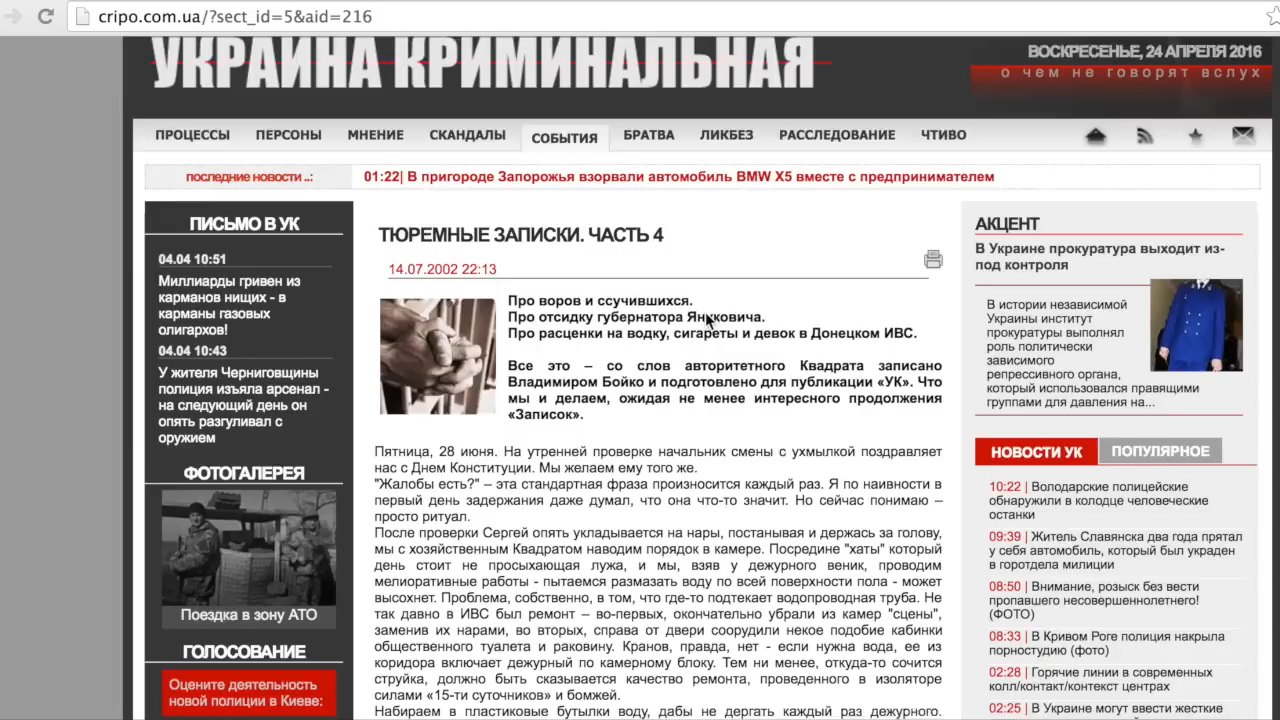 cripo.com.ua/?sect_id=5&aid=216
УКРАИНА КРИМИНАЛЬНАЯ
ВОСКРЕСЕНЬЕ, 24 АПРЕЛЯ 2016
о чем не говорят вслух
ПРОЦЕССЫ ПЕРСОНЫ МНЕНИЕ СКАНДАЛЫ СОБЫТИЯ БРАТВА ЛИКБЕЗ РАССЛЕДОВАНИЕ ЧТИВО
последние новости ..:
01:22| В пригороде Запорожья взорвали автомобиль BMW X5 вместе с предпринимателем
ПИСЬМО В УК
04.04 10:51
Миллиарды гривен из
карманов нищих - в
карманы газовых
олигархов!
04.04 10:43
У жителя Черниговщины
полиция изъяла арсенал -
на следующий день он
опять разгуливал с
оружием
ФОТОГАЛЕРЕЯ
Поездка в зону АТО
ГОЛОСОВАНИЕ
Оцените деятельность
новой полиции в Киеве:
ТЮРЕМНЫЕ ЗАПИСКИ. ЧАСТЬ 4
14.07.2002 22:13
Про воров и ссучившихся.
Про отсидку губернатора Януковича.
Про расценки на водку, сигареты и девок в Донецком ИВС.
Все это – со слов авторитетного Квадрата записано
Владимиром Бойко и подготовлено для публикации «УК». Что
мы и делаем, ожидая не менее интересного продолжения
«Записок».
Пятница, 28 июня. На утренней проверке начальник смены с ухмылкой поздравляет
нас с Днем Конституции. Мы желаем ему того же.
"Жалобы есть?" – эта стандартная фраза произносится каждый раз. Я по наивности в
первый день задержания даже думал, что она что-то значит. Но сейчас понимаю –
просто ритуал.
После проверки Сергей опять укладывается на нары, постанывая и держась за голову,
мы с хозяйственным Квадратом наводим порядок в камере. Посредине "хаты" который
день стоит не просыхающая лужа, и мы, взяв у дежурного веник, проводим
мелиоративные работы - пытаемся размазать воду по всей поверхности пола - может
высохнет. Проблема, собственно, в том, что где-то подтекает водопроводная труба. Не
так давно в ИВС был ремонт – во-первых, окончательно убрали из камер "сцены",
заменив их нарами, во вторых, справа от двери соорудили некое подобие кабинки
общественного туалета и раковину. Кранов, правда, нет - если нужна вода, ее из
коридора включает дежурный по камерному блоку. Тем ни менее, откуда-то сочится
струйка, должно быть сказывается качество ремонта, проведенного в изоляторе
силами «15-ти суточников» и бомжей.
Набираем в пластиковые бутылки воду, дабы не дергать каждый раз дежурного.
АКЦЕНТ
В Украине прокуратура выходит из-
под контроля
В истории независимой
Украины институт
прокуратуры выполнял
роль политически
зависимого
репрессивного органа,
который использовался правящими
группами для давления на...
НОВОСТИ УК ПОПУЛЯРНОЕ
10:22 | Володарские полицейские
обнаружили в колодце человеческие
останки
09:39 | Житель Славянска два года прятал
у себя автомобиль, который был украден
в горотдела милиции
08:50 | Внимание, розыск без вести
пропавшего несовершеннолетнего!
(ФОТО)
08:33 | В Кривом Роге полиция накрыла
порностудию (фото)
02:28 | Горячие линии в современных
колл/контакт/контекст центрах
02:25 | В Украине могут ввести жесткие